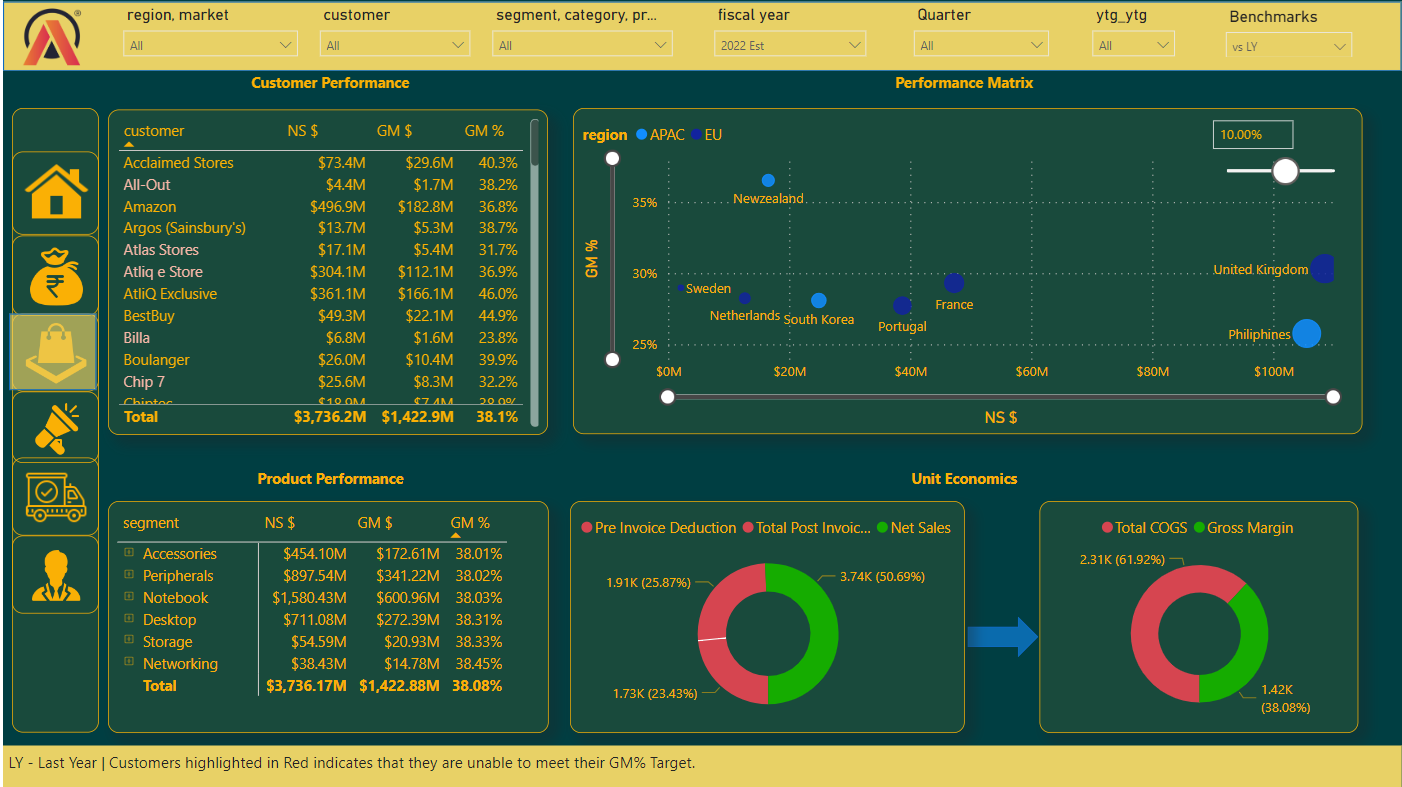 region, market customer segment, category, pr... fiscal year Quarter ytg_ytg Benchmarks
All All All 2022 Est All All vs LY
Customer Performance
customer NS $ GM $ GM %
Acclaimed Stores $73.4M $29.6M 40.3%
All-Out $4.4M $1.7M 38.2%
Amazon $496.9M $182.8M 36.8%
Argos (Sainsbury's) $13.7M $5.3M 38.7%
Atlas Stores $17.1M $5.4M 31.7%
Atliq e Store $304.1M $112.1M 36.9%
AtliQ Exclusive $361.1M $166.1M 46.0%
BestBuy $49.3M $22.1M 44.9%
Billa $6.8M $1.6M 23.8%
Boulanger $26.0M $10.4M 39.9%
Chip 7 $25.6M $8.3M 32.2%
Chiptec $18.9M $7.4M 38.9%
Total $3,736.2M $1,422.9M 38.1%
Performance Matrix
region APAC EU
10.00%
GM %
35%
30%
25%
Newzealand
United Kingdom
Sweden
Netherlands
South Korea
Portugal
France
Philiphines
$0M $20M $40M $60M $80M $100M
NS $
Product Performance
segment NS $ GM $ GM %
Accessories $454.10M $172.61M 38.01%
Peripherals $897.54M $341.22M 38.02%
Notebook $1,580.43M $600.96M 38.03%
Desktop $711.08M $272.39M 38.31%
Storage $54.59M $20.93M 38.33%
Networking $38.43M $14.78M 38.45%
Total $3,736.17M $1,422.88M 38.08%
Unit Economics
Pre Invoice Deduction Total Post Invoic... Net Sales
1.91K (25.87%)
3.74K (50.69%)
1.73K (23.43%)
Total COGS Gross Margin
2.31K (61.92%)
1.42K
(38.08%)
LY - Last Year | Customers highlighted in Red indicates that they are unable to meet their GM% Target.